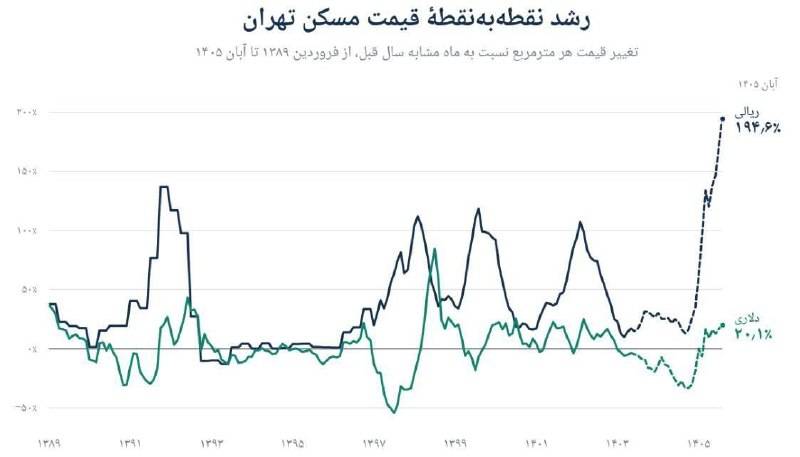 رشد نقطه‌به‌نقطهٔ قیمت مسکن تهران
تغییر قیمت هر مترمربع نسبت به ماه مشابه سال قبل، از فروردین ۱۳۸۹ تا آبان ۱۴۰۵
آبان ۱۴۰۵
ریالی
۱۹۴٫۶٪
دلاری
۲۰٫۱٪
۲۰۰٪
۱۵۰٪
۱۰۰٪
۵۰٪
۰٪
−۵۰٪
۱۳۸۹ ۱۳۹۱ ۱۳۹۳ ۱۳۹۵ ۱۳۹۷ ۱۳۹۹ ۱۴۰۱ ۱۴۰۳ ۱۴۰۵